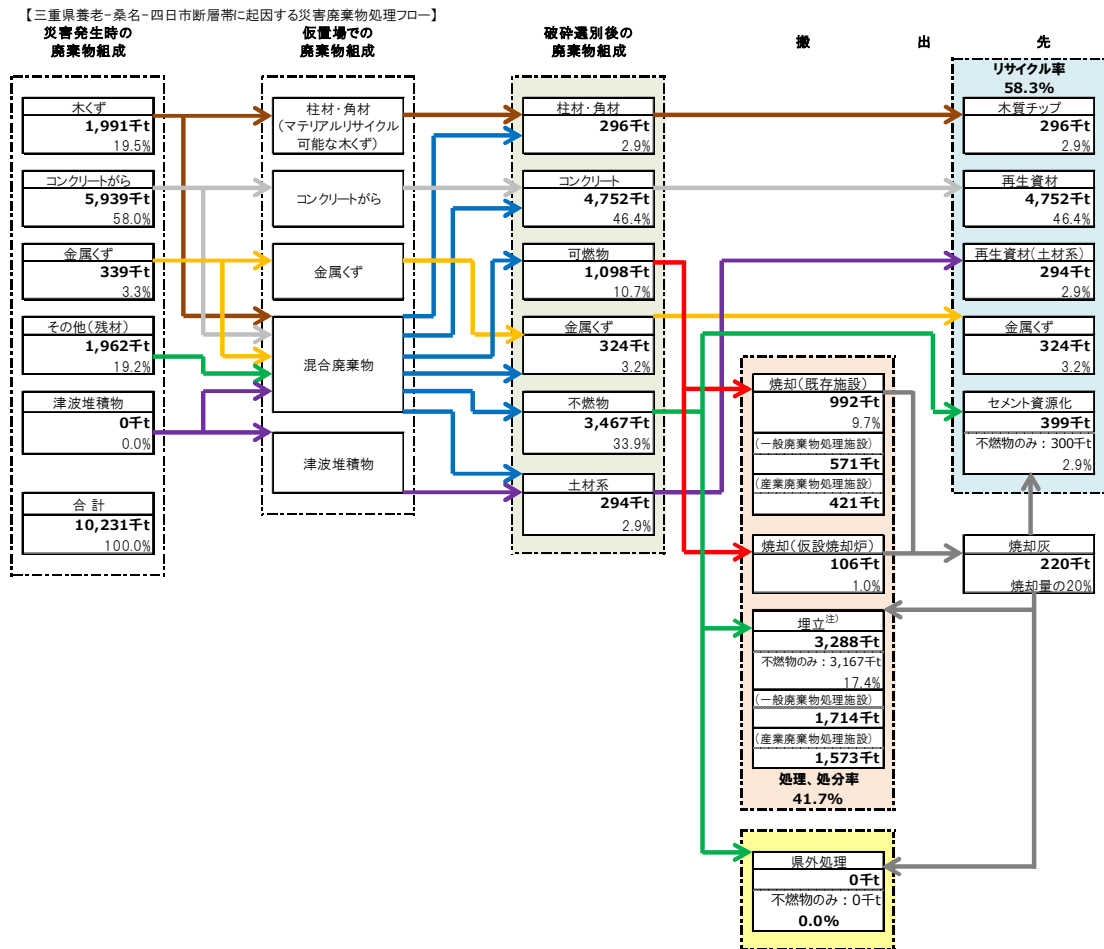 【三重県養老-桑名-四日市断層帯に起因する災害廃棄物処理フロー】
災害発生時の
廃棄物組成
仮置場での
廃棄物組成
破砕選別後の
廃棄物組成
搬 出 先
木くず
1,991千t
19.5%
コンクリートがら
5,939千t
58.0%
金属くず
339千t
3.3%
その他(残材)
1,962千t
19.2%
津波堆積物
0千t
0.0%
合計
10,231千t
100.0%
柱材・角材
(マテリアルリサイクル
可能な木くず)
コンクリートがら
金属くず
混合廃棄物
津波堆積物
柱材・角材
296千t
2.9%
コンクリート
4,752千t
46.4%
可燃物
1,098千t
10.7%
金属くず
324千t
3.2%
不燃物
3,467千t
33.9%
土材系
294千t
2.9%
焼却(既存施設)
992千t
9.7%
(一般廃棄物処理施設)
571千t
(産業廃棄物処理施設)
421千t
焼却(仮設焼却炉)
106千t
1.0%
埋立注)
3,288千t
不燃物のみ:3,167千t
17.4%
(一般廃棄物処理施設)
1,714千t
(産業廃棄物処理施設)
1,573千t
処理、処分率
41.7%
県外処理
0千t
不燃物のみ:0千t
0.0%
リサイクル率
58.3%
木質チップ
296千t
2.9%
再生資材
4,752千t
46.4%
再生資材(土材系)
294千t
2.9%
金属くず
324千t
3.2%
セメント資源化
399千t
不燃物のみ:300千t
2.9%
焼却灰
220千t
焼却量の20%